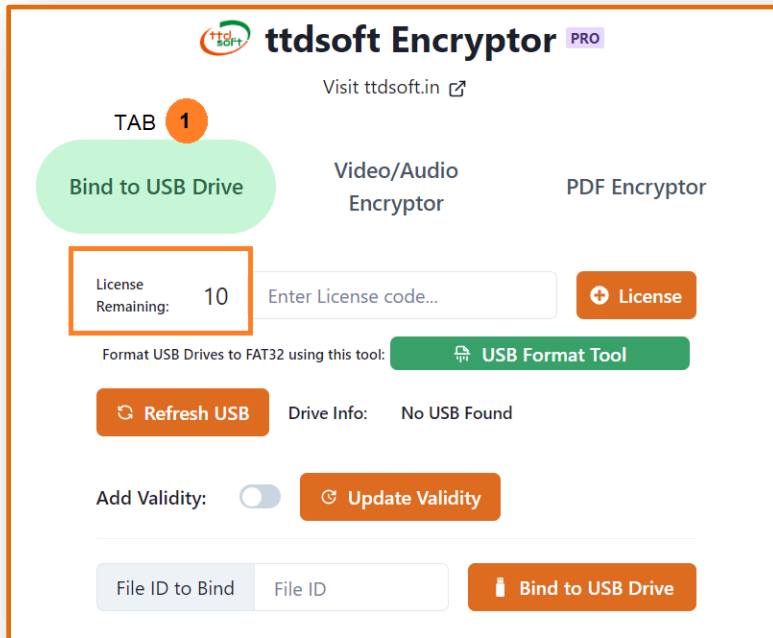 ttd
soft
ttdsoft Encryptor PRO
Visit ttdsoft.in
TAB 1
Bind to USB Drive
Video/Audio
Encryptor
PDF Encryptor
License
Remaining: 10
Enter License code...
License
Format USB Drives to FAT32 using this tool: USB Format Tool
Refresh USB Drive Info: No USB Found
Add Validity: Update Validity
File ID to Bind File ID Bind to USB Drive